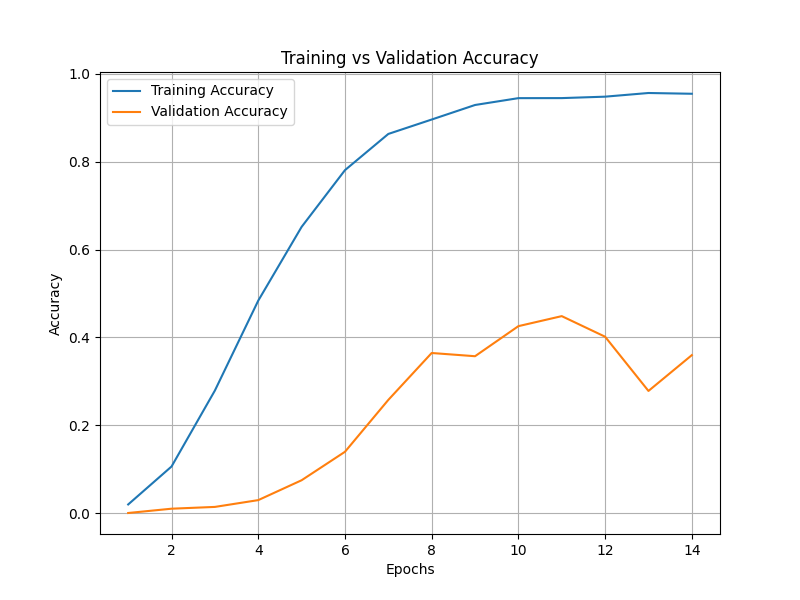 Training vs Validation Accuracy
Training Accuracy
Validation Accuracy
Accuracy
1.0
0.8
0.6
0.4
0.2
0.0
2 4 6 8 10 12 14
Epochs